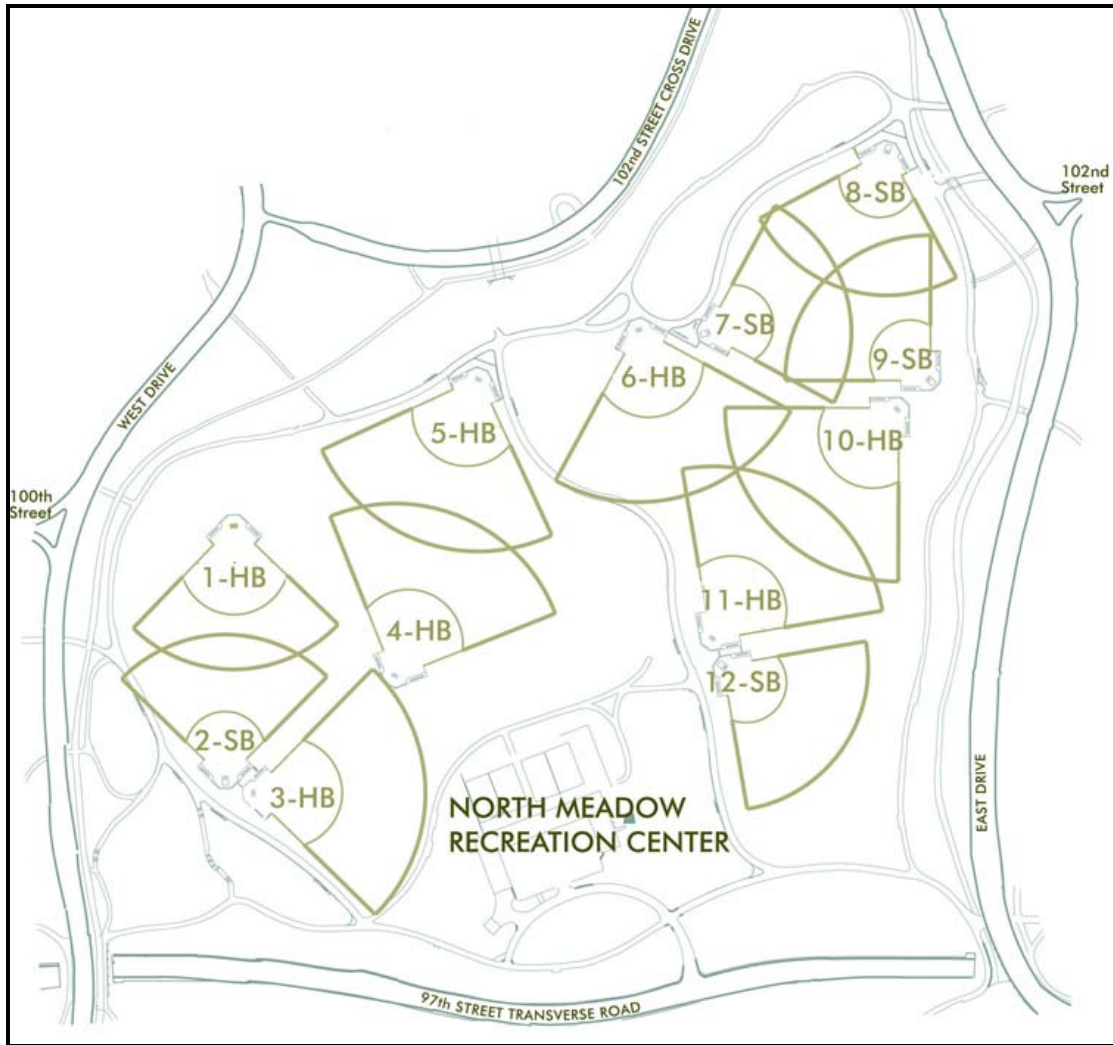 102nd STREET CROSS DRIVE
102nd
Street
8-SB
7-SB
9-SB
6-HB
WEST DRIVE
5-HB
10-HB
100th
Street
1-HB
11-HB
4-HB
12-SB
2-SB
3-HB
NORTH MEADOW
RECREATION CENTER
EAST DRIVE
97th STREET TRANSVERSE ROAD